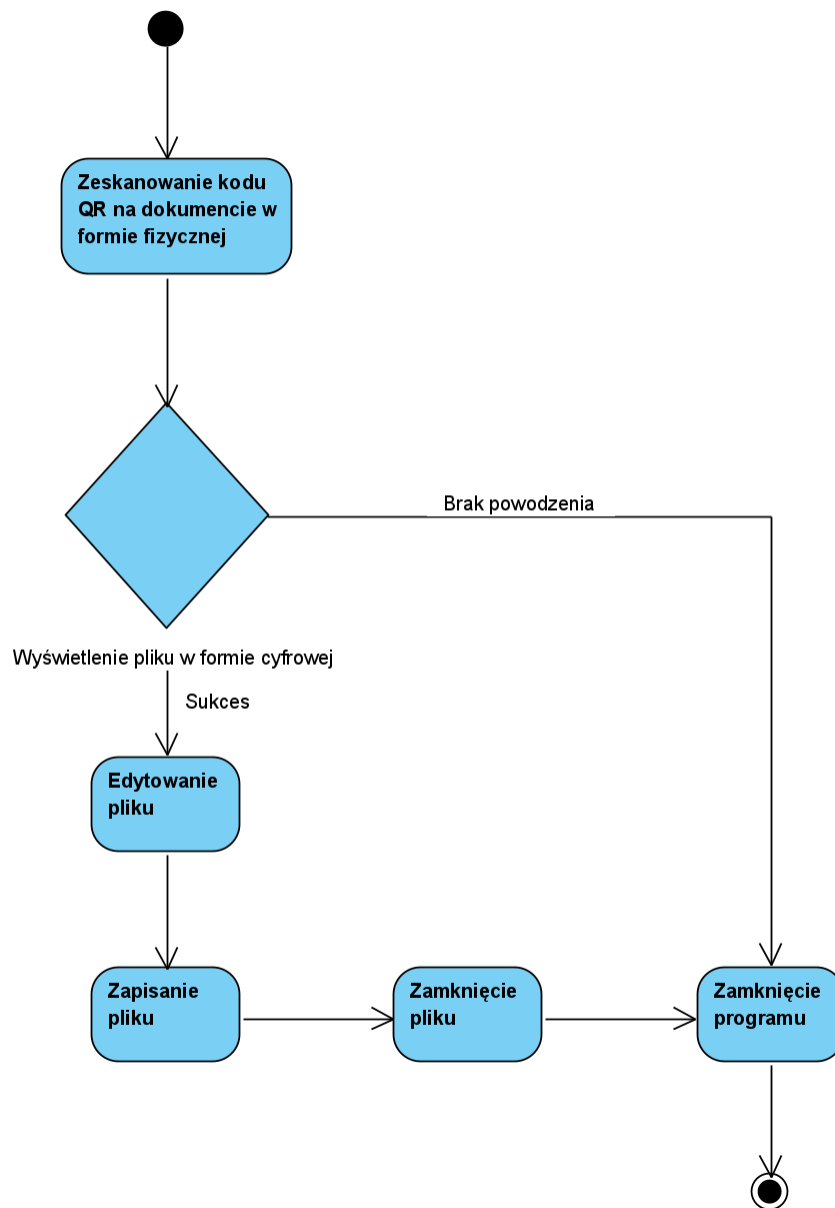 Zeskanowanie kodu
QR na dokumencie w
formie fizycznej
Brak powodzenia
Wyświetlenie pliku w formie cyfrowej
Sukces
Edytowanie
pliku
Zapisanie
pliku
Zamknięcie
pliku
Zamknięcie
programu